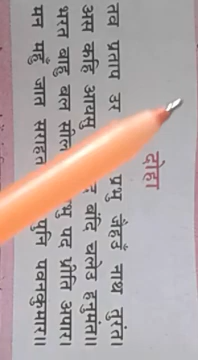 दोहा
तव प्रताप उर प्रभु जैहउँ नाथ तुरंत।
अस कहि आयसु बंदि चलेउ हनुमंत॥
भरत बाहु बल सील पद प्रीति अपार।
मन महुँ जात सराहत पुनि पवनकुमार॥